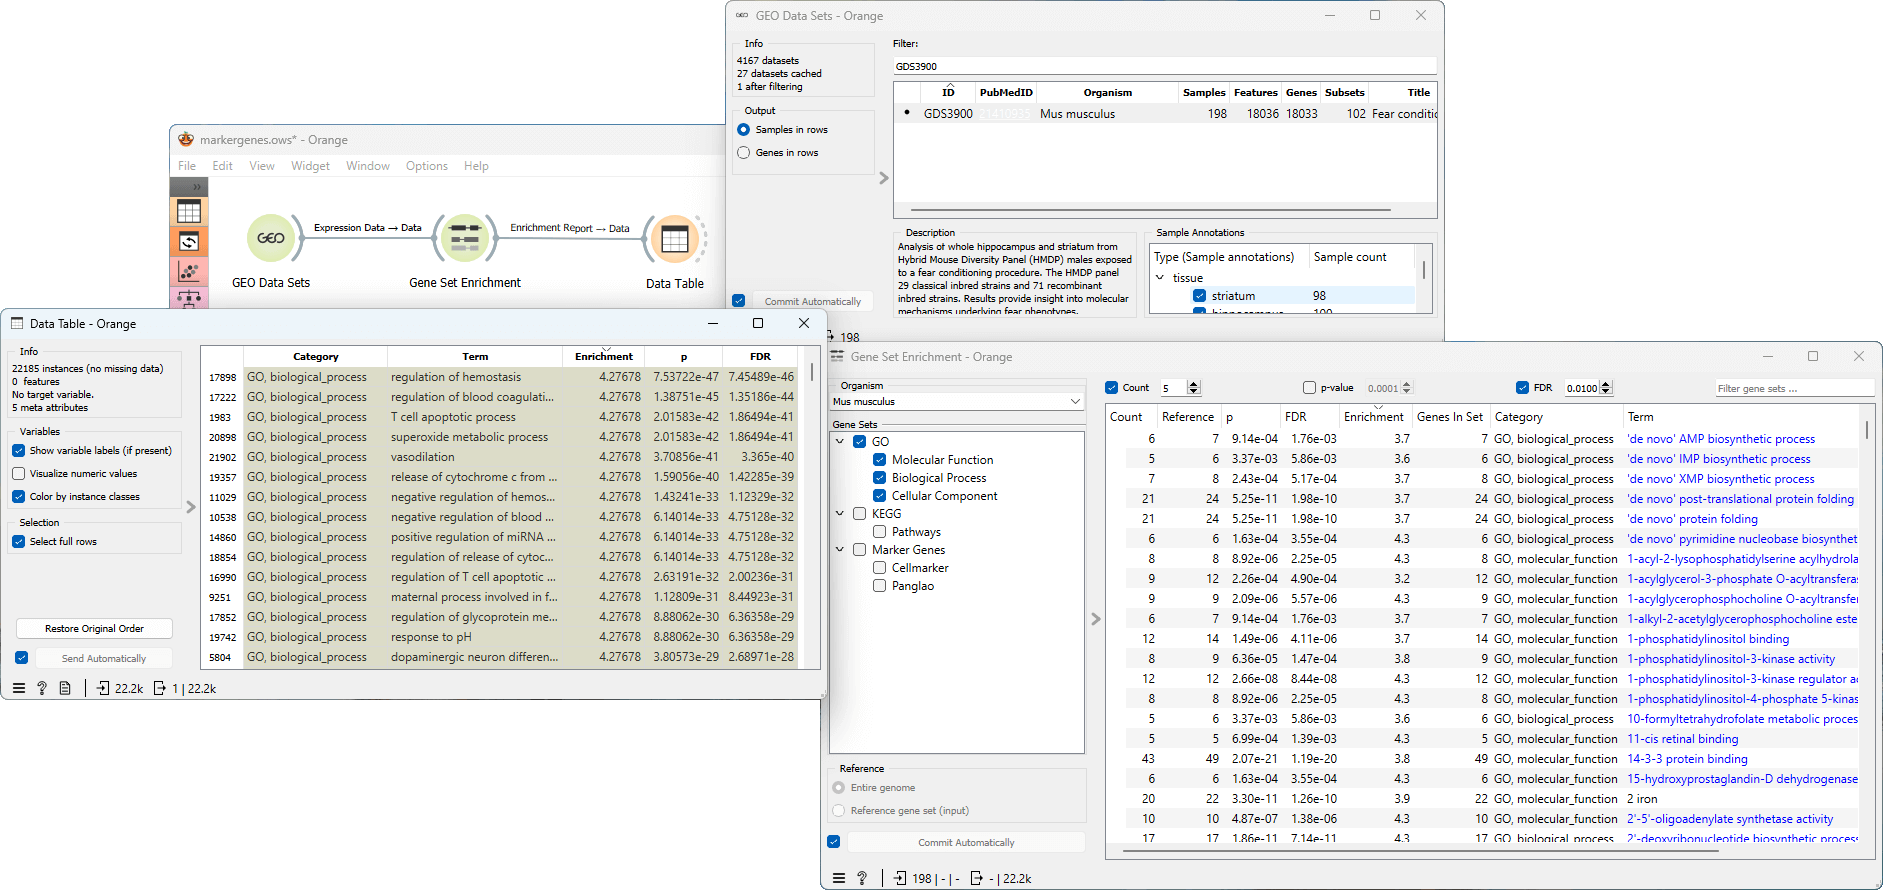 GEO Data Sets - Orange
Info
4167 datasets
27 datasets cached
1 after filtering
Output
Samples in rows
Genes in rows
Commit Automatically
198
Filter:
GDS3900
ID PubMedID Organism Samples Features Genes Subsets Title
GDS3900 Mus musculus 198 18036 18033 102 Fear conditic
Description
Analysis of whole hippocampus and striatum from
Hybrid Mouse Diversity Panel (HMDP) males exposed
to a fear conditioning procedure. The HMDP panel
29 classical inbred strains and 71 recombinant
inbred strains. Results provide insight into molecular
mechanisms underlying fear phenotypes.
Sample Annotations
Type (Sample annotations) Sample count
tissue
striatum 98
hippocampus 100
markergenes.ows* - Orange
File Edit View Widget Window Options Help
Expression Data → Data
Enrichment Report → Data
GEO
GEO Data Sets
Gene Set Enrichment
Data Table
Data Table - Orange
Info
22185 instances (no missing data)
0 features
No target variable.
5 meta attributes
Variables
Show variable labels (if present)
Visualize numeric values
Color by instance classes
Selection
Select full rows
Restore Original Order
Send Automatically
22.2k 1 | 22.2k
Category Term Enrichment p FDR
17898 GO, biological_process regulation of hemostasis 4.27678 7.53722e-47 7.45489e-46
17222 GO, biological_process regulation of blood coagulati... 4.27678 1.38751e-45 1.35186e-44
1983 GO, biological_process T cell apoptotic process 4.27678 2.01583e-42 1.86494e-41
20898 GO, biological_process superoxide metabolic process 4.27678 2.01583e-42 1.86494e-41
21902 GO, biological_process vasodilation 4.27678 3.70856e-41 3.365e-40
19357 GO, biological_process release of cytochrome c from ... 4.27678 1.59056e-40 1.42285e-39
11029 GO, biological_process negative regulation of hemos... 4.27678 1.43241e-33 1.12329e-32
10538 GO, biological_process negative regulation of blood ... 4.27678 6.14014e-33 4.75128e-32
14860 GO, biological_process positive regulation of miRNA ... 4.27678 6.14014e-33 4.75128e-32
18854 GO, biological_process regulation of release of cytoc... 4.27678 6.14014e-33 4.75128e-32
16990 GO, biological_process regulation of T cell apoptotic ... 4.27678 2.63191e-32 2.00236e-31
9251 GO, biological_process maternal process involved in f... 4.27678 1.12809e-31 8.44923e-31
17852 GO, biological_process regulation of glycoprotein me... 4.27678 8.88062e-30 6.36358e-29
19742 GO, biological_process response to pH 4.27678 8.88062e-30 6.36358e-29
5804 GO, biological_process dopaminergic neuron differen... 4.27678 3.80573e-29 2.68971e-28
Gene Set Enrichment - Orange
Organism
Mus musculus
Gene Sets
GO
Molecular Function
Biological Process
Cellular Component
KEGG
Pathways
Marker Genes
Cellmarker
Panglao
Reference
Entire genome
Reference gene set (input)
Commit Automatically
198 | - | - - | 22.2k
Count 5 p-value 0.0001 FDR 0.0100 Filter gene sets ...
Count Reference p FDR Enrichment Genes In Set Category Term
6 7 9.14e-04 1.76e-03 3.7 7 GO, biological_process 'de novo' AMP biosynthetic process
5 6 3.37e-03 5.86e-03 3.6 6 GO, biological_process 'de novo' IMP biosynthetic process
7 8 2.43e-04 5.17e-04 3.7 8 GO, biological_process 'de novo' XMP biosynthetic process
21 24 5.25e-11 1.98e-10 3.7 24 GO, biological_process 'de novo' post-translational protein folding
21 24 5.25e-11 1.98e-10 3.7 24 GO, biological_process 'de novo' protein folding
6 6 1.63e-04 3.55e-04 4.3 6 GO, biological_process 'de novo' pyrimidine nucleobase biosynthet
8 8 8.92e-06 2.25e-05 4.3 8 GO, molecular_function 1-acyl-2-lysophosphatidylserine acylhydrola
9 12 2.26e-04 4.90e-04 3.2 12 GO, molecular_function 1-acylglycerol-3-phosphate O-acyltransferas
9 9 2.09e-06 5.57e-06 4.3 9 GO, molecular_function 1-acylglycerophosphocholine O-acyltransfer
6 7 9.14e-04 1.76e-03 3.7 7 GO, molecular_function 1-alkyl-2-acetylglycerophosphocholine este
12 14 1.49e-06 4.11e-06 3.7 14 GO, molecular_function 1-phosphatidylinositol binding
8 9 6.36e-05 1.47e-04 3.8 9 GO, molecular_function 1-phosphatidylinositol-3-kinase activity
12 12 2.66e-08 8.44e-08 4.3 12 GO, molecular_function 1-phosphatidylinositol-3-kinase regulator ac
8 8 8.92e-06 2.25e-05 4.3 8 GO, molecular_function 1-phosphatidylinositol-4-phosphate 5-kinas
5 6 3.37e-03 5.86e-03 3.6 6 GO, biological_process 10-formyltetrahydrofolate metabolic proces
5 5 6.99e-04 1.39e-03 4.3 5 GO, molecular_function 11-cis retinal binding
43 49 2.07e-21 1.19e-20 3.8 49 GO, molecular_function 14-3-3 protein binding
6 6 1.63e-04 3.55e-04 4.3 6 GO, molecular_function 15-hydroxyprostaglandin-D dehydrogenase
20 22 3.30e-11 1.26e-10 3.9 22 GO, molecular_function 2 iron
10 10 4.87e-07 1.38e-06 4.3 10 GO, molecular_function 2'-5'-oligoadenylate synthetase activity
17 17 1.86e-11 7.14e-11 4.3 17 GO, biological_process 2'-deoxyribonucleotide biosynthetic process